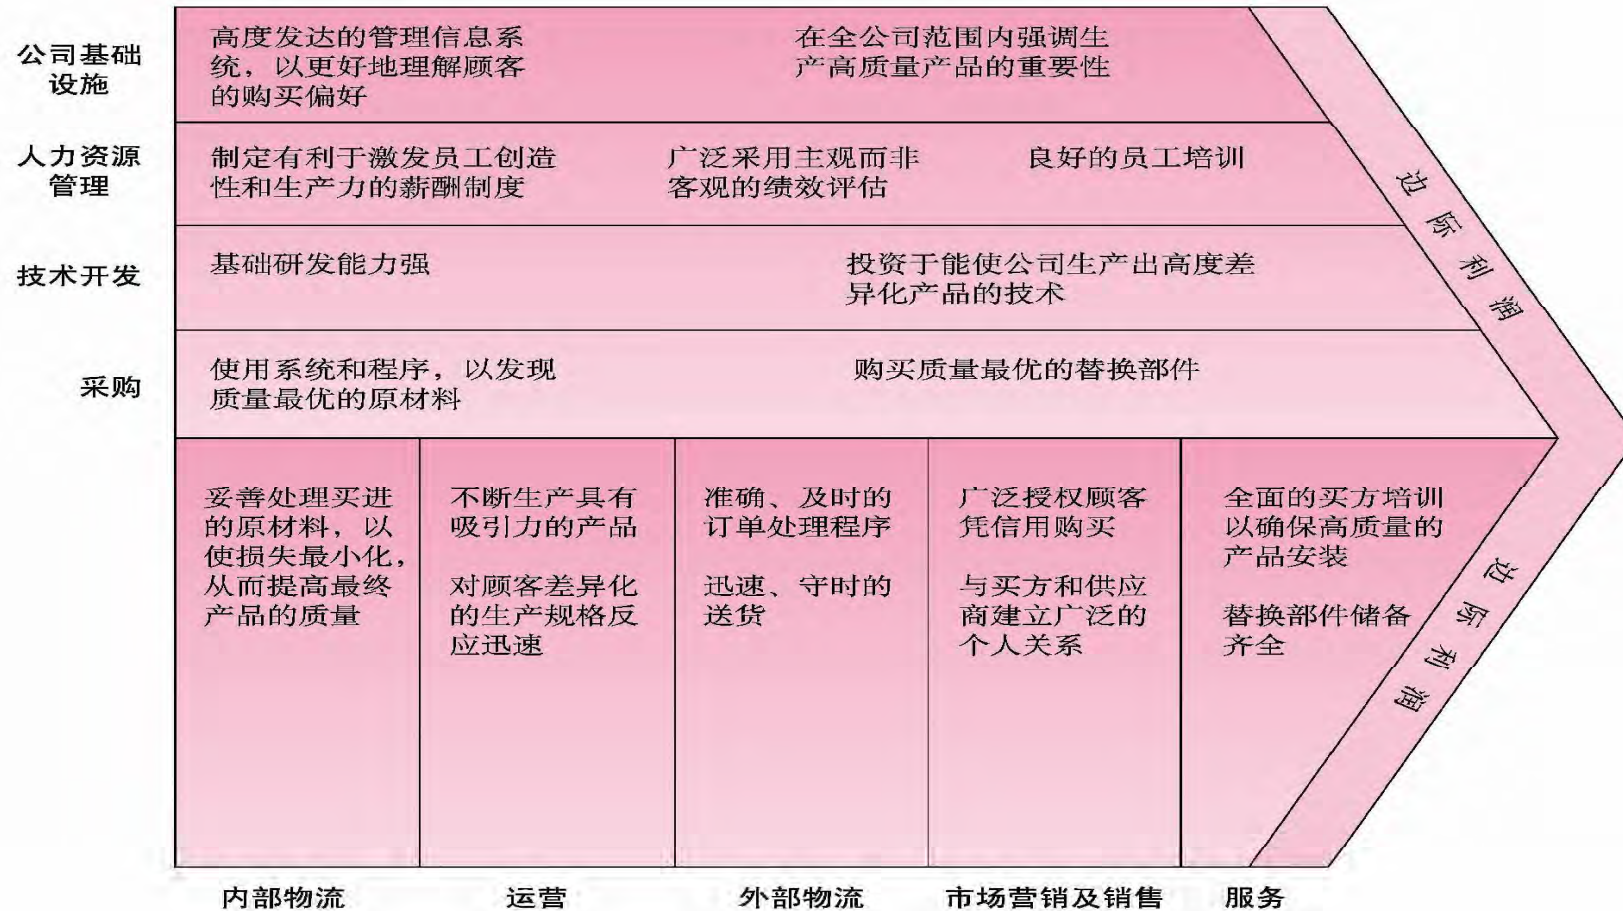 公司基础
设施
高度发达的管理信息系
统，以更好地理解顾客
的购买偏好
在全公司范围内强调生
产高质量产品的重要性
人力资源
管理
制定有利于激发员工创造
性和生产力的薪酬制度
广泛采用主观而非
客观的绩效评估
良好的员工培训
技术开发
基础研发能力强
投资于能使公司生产出高度差
异化产品的技术
采购
使用系统和程序，以发现
质量最优的原材料
购买质量最优的替换部件
边际利润
妥善处理买进
的原材料，以
使损失最小化，
从而提高最终
产品的质量
不断生产具有
吸引力的产品
对顾客差异化
的生产规格反
应迅速
准确、及时的
订单处理程序
迅速、守时的
送货
广泛授权顾客
凭信用购买
与买方和供应
商建立广泛的
个人关系
全面的买方培训
以确保高质量的
产品安装
替换部件储备
齐全
边际利润
内部物流
运营
外部物流
市场营销及销售
服务